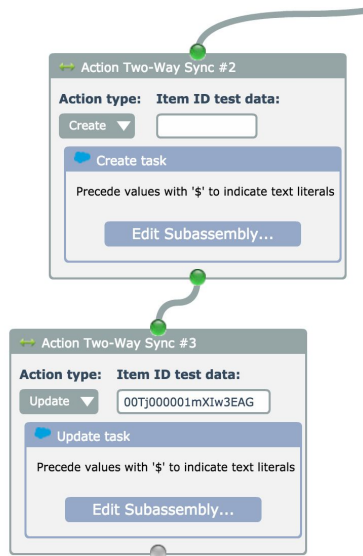 Action Two-Way Sync #2
Action type: Item ID test data:
Create
Create task
Precede values with '$' to indicate text literals
Edit Subassembly...
Action Two-Way Sync #3
Action type: Item ID test data:
Update 00Tj000001mXIw3EAG
Update task
Precede values with '$' to indicate text literals
Edit Subassembly...